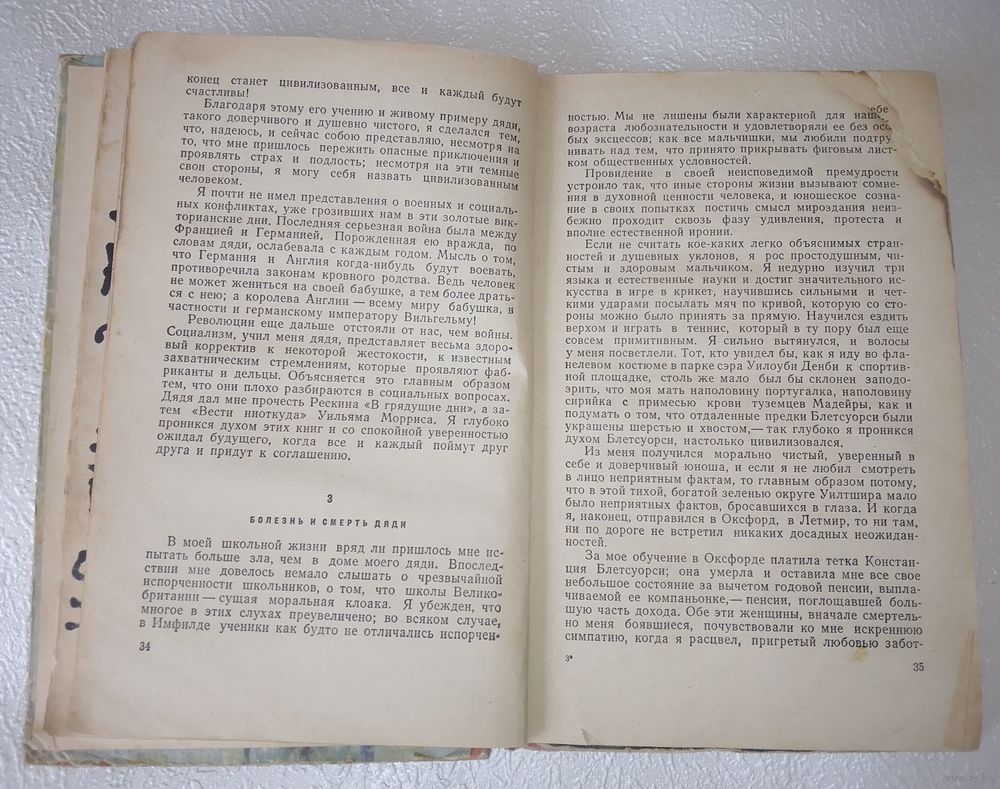 конец станет цивилизованным, все и каждый будут
счастливы!
Благодаря этому его учению и живому примеру дяди,
такого доверчивого и душевно чистого, я сделался тем,
что, надеюсь, и сейчас собою представляю, несмотря на
то, что мне пришлось пережить опасные приключения и
проявлять страх и подлость; несмотря на эти темные
свои стороны, я могу себя назвать цивилизованным
человеком.
Я почти не имел представления о военных и социаль-
ных конфликтах, уже грозивших нам в эти золотые вик-
торианские дни. Последняя серьезная война была между
Францией и Германией. Порожденная ею вражда, по
словам дяди, ослабевала с каждым годом. Мысль о том,
что Германия и Англия когда-нибудь будут воевать,
противоречила законам кровного родства. Ведь человек
не может жениться на своей бабушке, а тем более драть-
ся с нею; а королева Англии — всему миру бабушка, в
частности и германскому императору Вильгельму!
Революции еще дальше отстояли от нас, чем войны.
Социализм, учил меня дядя, представляет весьма здоро-
вый корректив к некоторой жестокости, к известным
захватническим стремлениям, которые проявляют фаб-
риканты и дельцы. Объясняется это главным образом
тем, что они плохо разбираются в социальных вопросах.
Дядя дал мне прочесть Рескина «В грядущие дни», а за-
тем «Вести ниоткуда» Уильяма Морриса. Я глубоко
проникся духом этих книг и со спокойной уверенностью
ожидал будущего, когда все и каждый поймут друг
друга и придут к соглашению.
3
БОЛЕЗНЬ И СМЕРТЬ ДЯДИ
В моей школьной жизни вряд ли пришлось мне ис-
пытать больше зла, чем в доме моего дяди. Впослед-
ствии мне довелось немало слышать о чрезвычайной
испорченности школьников, о том, что школы Велико-
британии — сущая моральная клоака. Я убежден, что
многое в этих слухах преувеличено; во всяком случае,
в Имфилде ученики как будто не отличались испорчен-
34
ностью. Мы не лишены были характерной для наше
возраста любознательности и удовлетворяли ее без осо
бых эксцессов; как все мальчишки, мы любили подтру
нивать над тем, что принято прикрывать фиговым лист-
ком общественных условностей.
Провидение в своей неисповедимой премудрости
устроило так, что иные стороны жизни вызывают сомне-
ния в духовной ценности человека, и юношеское созна-
ние в своих попытках постичь смысл мироздания неиз-
бежно проходит сквозь фазу удивления, протеста и
вполне естественной иронии.
Если не считать кое-каких легко объяснимых стран-
ностей и душевных уклонов, я рос простодушным, чи-
стым и здоровым мальчиком. Я недурно изучил три
языка и естественные науки и достиг значительного ис-
кусства в игре в крикет, научившись сильными и чет-
кими ударами посылать мяч по кривой, которую со сто-
роны можно было принять за прямую. Научился ездить
верхом и играть в теннис, который в ту пору был еще
совсем примитивным. Я сильно вытянулся, и волосы
у меня посветлели. Тот, кто увидел бы, как я иду во фла-
нелевом костюме в парке сэра Уилоуби Денби к спортив-
ной площадке, столь же мало был бы склонен заподо-
зрить, что моя мать наполовину португалка, наполовину
сирийка с примесью крови туземцев Мадейры, как и
подумать о том, что отдаленные предки Блетсуорси были
украшены шерстью и хвостом,— так глубоко я проникся
духом Блетсуорси, настолько цивилизовался.
Из меня получился морально чистый, уверенный в
себе и доверчивый юноша, и если я не любил смотреть
в лицо неприятным фактам, то главным образом потому,
что в этой тихой, богатой зеленью округе Уилтшира мало
было неприятных фактов, бросавшихся в глаза. И когда
я, наконец, отправился в Оксфорд, в Летмир, то ни там,
ни по дороге не встретил никаких досадных неожидан-
ностей.
За мое обучение в Оксфорде платила тетка Констан-
ция Блетсуорси; она умерла и оставила мне все свое
небольшое состояние за вычетом годовой пенсии, выпла-
чиваемой ее компаньонке,— пенсии, поглощавшей боль-
шую часть дохода. Обе эти женщины, вначале смертель-
но меня боявшиеся, почувствовали ко мне искреннюю
симпатию, когда я расцвел, пригретый любовью забот-
3*
35
www.ay.by